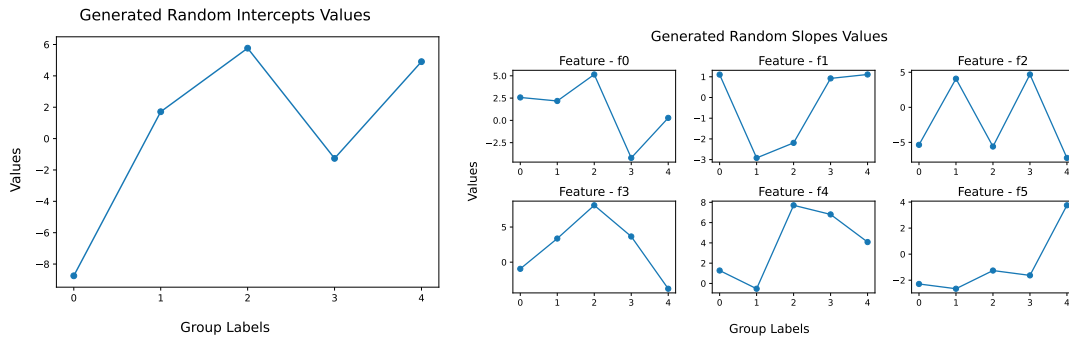 Generated Random Intercepts Values
6
4
2
0
−2
−4
−6
−8
Values
0 1 2 3 4
Group Labels
Generated Random Slopes Values
Values
Feature - f0
5.0
2.5
0.0
−2.5
0 1 2 3 4
Feature - f1
1
0
−1
−2
−3
0 1 2 3 4
Feature - f2
5
0
−5
0 1 2 3 4
Feature - f3
5
0
0 1 2 3 4
Feature - f4
8
6
4
2
0
0 1 2 3 4
Feature - f5
4
2
0
−2
0 1 2 3 4
Group Labels